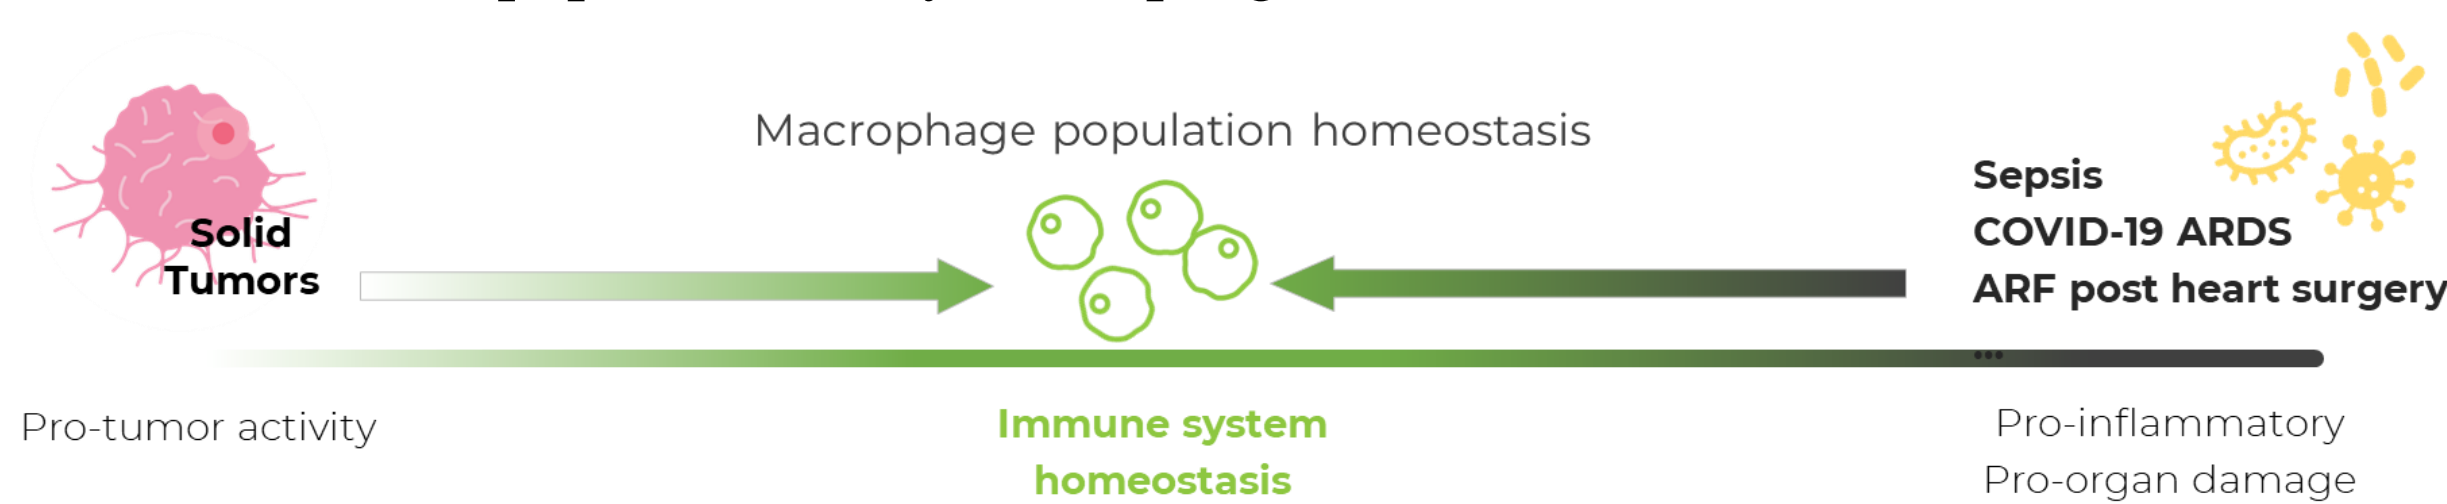 Macrophage population homeostasis
Solid
Tumors
Sepsis
COVID-19 ARDS
ARF post heart surgery
...
Pro-tumor activity
Immune system
homeostasis
Pro-inflammatory
Pro-organ damage